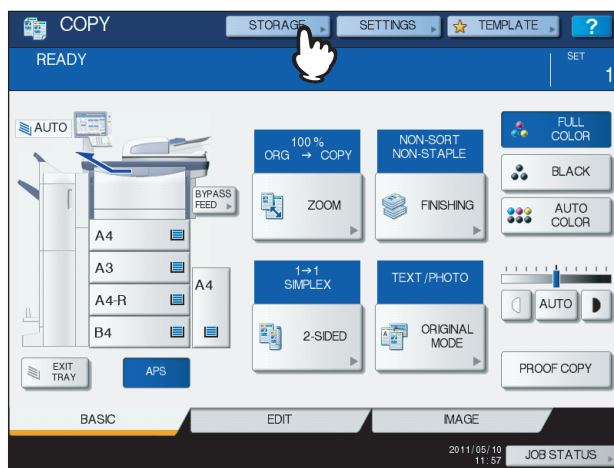 COPY
STORAGE
SETTINGS
TEMPLATE
?
READY
SET
1
AUTO
BYPASS
FEED
A4
A3
A4-R
B4
A4
EXIT
TRAY
APS
100 %
ORG → COPY
ZOOM
NON-SORT
NON-STAPLE
FINISHING
1→1
SIMPLEX
2-SIDED
TEXT/PHOTO
ORIGINAL
MODE
FULL
COLOR
BLACK
AUTO
COLOR
AUTO
PROOF COPY
BASIC
EDIT
IMAGE
2011/05/10
11:57
JOB STATUS